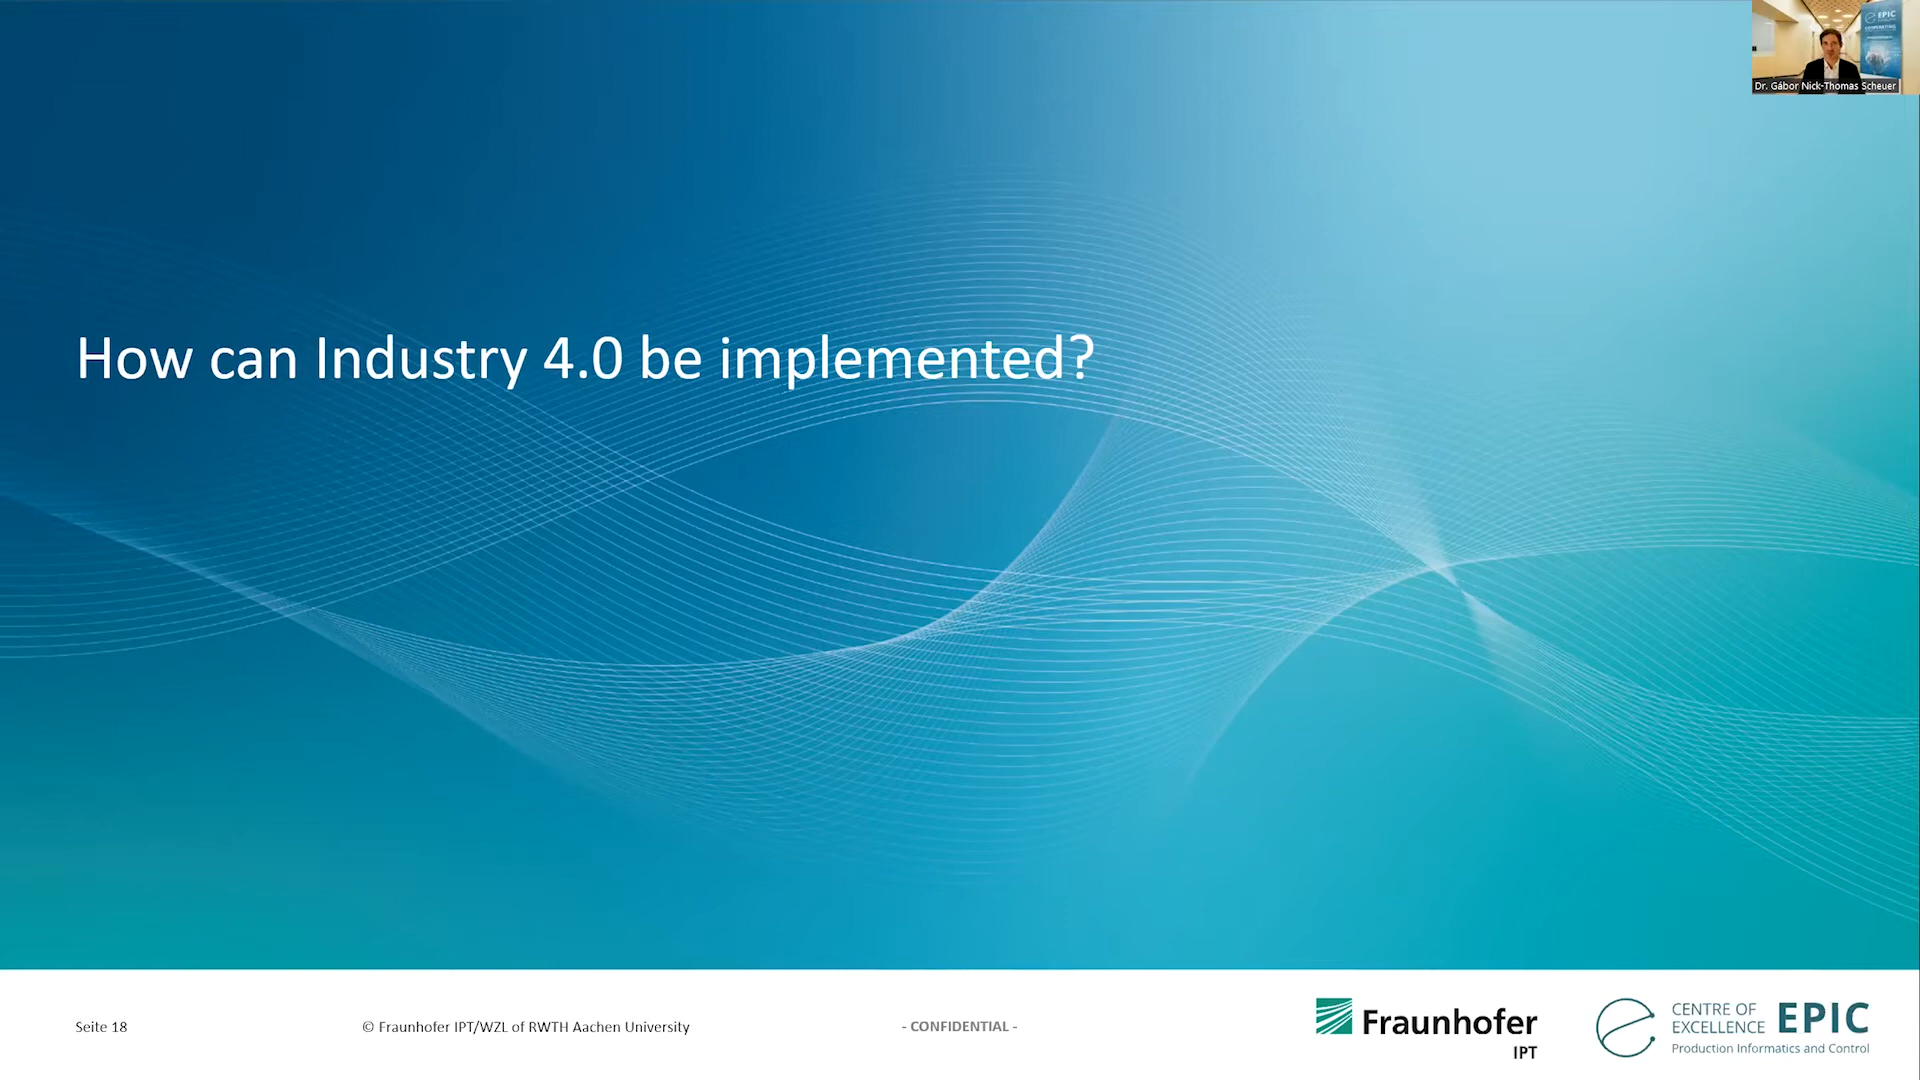 EPIC
Dr. Gábor Nick-Thomas Scheuer
How can Industry 4.0 be implemented?
Seite 18
© Fraunhofer IPT/WZL of RWTH Aachen University
- CONFIDENTIAL -
Fraunhofer
IPT
CENTRE OF
EXCELLENCE EPIC
Production Informatics and Control